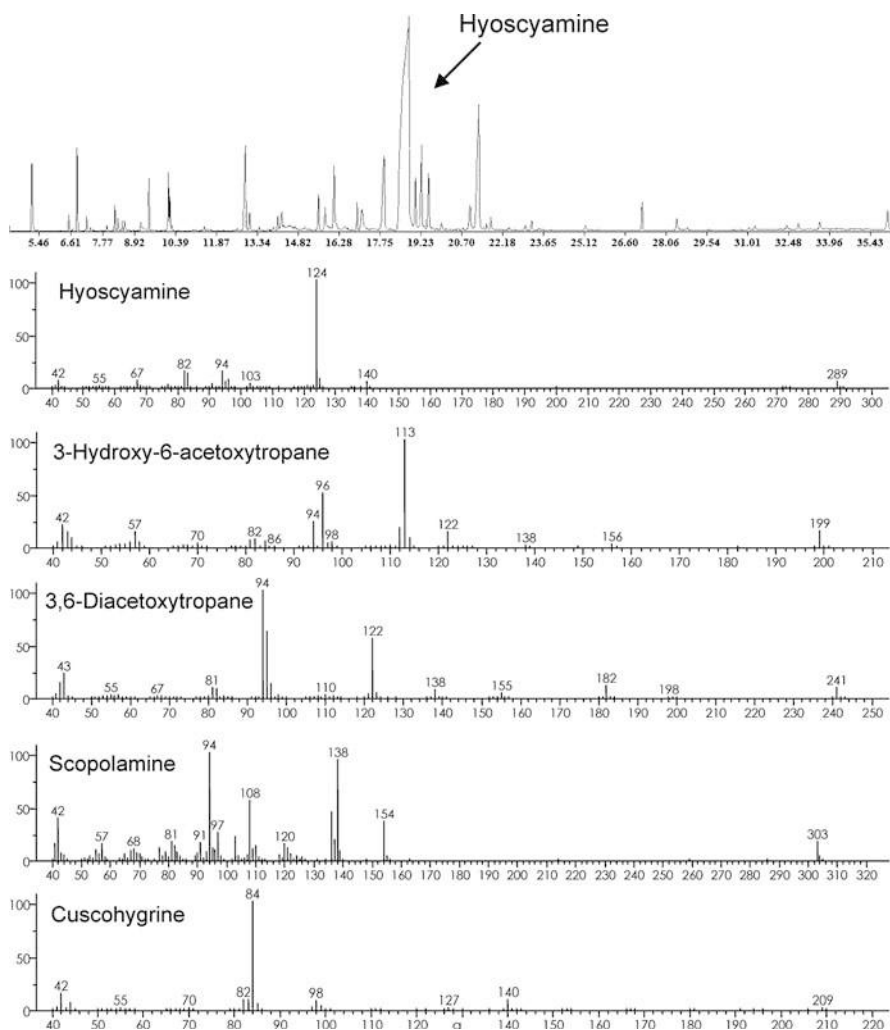 Hyoscyamine
5.46 6.61 7.77 8.92 10.39 11.87 13.34 14.82 16.28 17.75 19.23 20.70 22.18 23.65 25.12 26.60 28.06 29.54 31.01 32.48 33.96 35.43
Hyoscyamine
124
100
50
0
42 55 67 82 94 103 140 289
40 50 60 70 80 90 100 110 120 130 140 150 160 170 180 190 200 210 220 230 240 250 260 270 280 290 300
3-Hydroxy-6-acetoxytropane
113
100
50
0
42 57 70 82 86 94 96 98 122 138 156 199
40 50 60 70 80 90 100 110 120 130 140 150 160 170 180 190 200 210
3,6-Diacetoxytropane
94
100
50
0
43 55 67 81 110 122 138 155 182 198 241
40 50 60 70 80 90 100 110 120 130 140 150 160 170 180 190 200 210 220 230 240 250
Scopolamine
94 138
100
50
0
42 57 68 81 91 97 108 120 154 303
40 50 60 70 80 90 100 110 120 130 140 150 160 170 180 190 200 210 220 230 240 250 260 270 280 290 300 310 320
Cuscohygrine
84
100
50
0
42 55 70 82 98 127 140 209
40 50 60 70 80 90 100 110 120 130 140 150 160 170 180 190 200 210 220